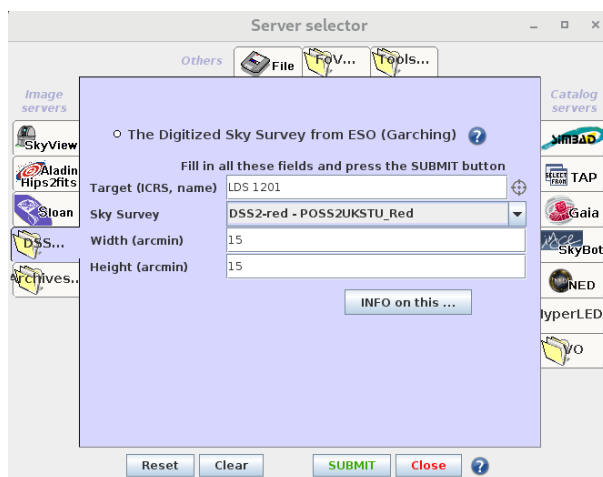 Server selector
Others File FoV... Tools...
Image
servers
Catalog
servers
SkyView
Aladin
Hips2fits
Sloan
DSS...
Archives..
The Digitized Sky Survey from ESO (Garching) ?
Fill in all these fields and press the SUBMIT button
Target (ICRS, name) LDS 1201
Sky Survey DSS2-red - POSS2UKSTU_Red
Width (arcmin) 15
Height (arcmin) 15
INFO on this ...
SIMBAD
SELECT
FROM
TAP
Gaia
SkyBot
NED
HyperLED
VO
Reset Clear SUBMIT Close ?